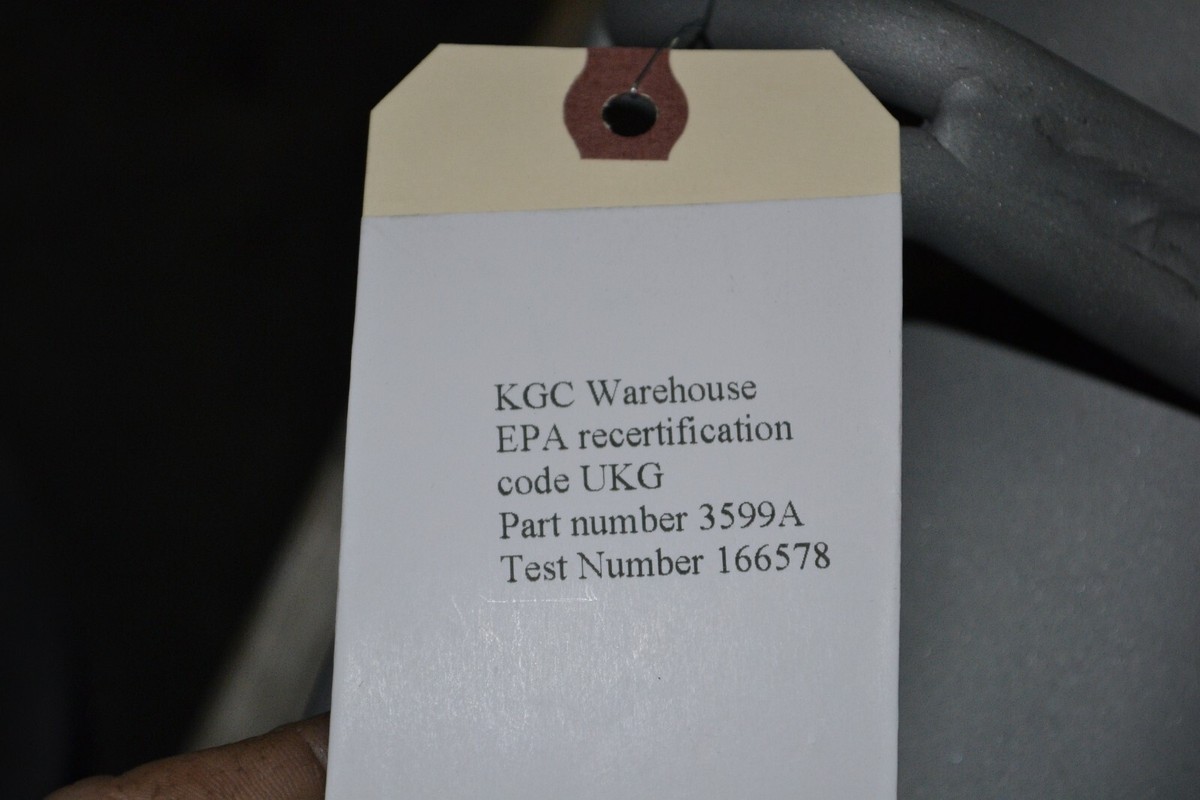 KGC Warehouse
EPA recertification
code UKG
Part number 3599A
Test Number 166578